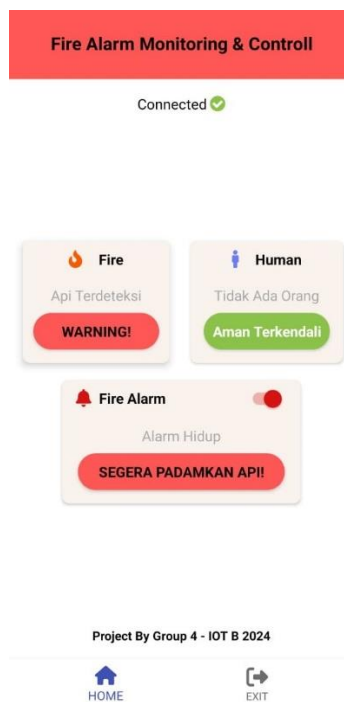 Fire Alarm Monitoring & Controll
Connected
Fire
Api Terdeteksi
WARNING!
Human
Tidak Ada Orang
Aman Terkendali
Fire Alarm
Alarm Hidup
SEGERA PADAMKAN API!
Project By Group 4 - IOT B 2024
HOME
EXIT